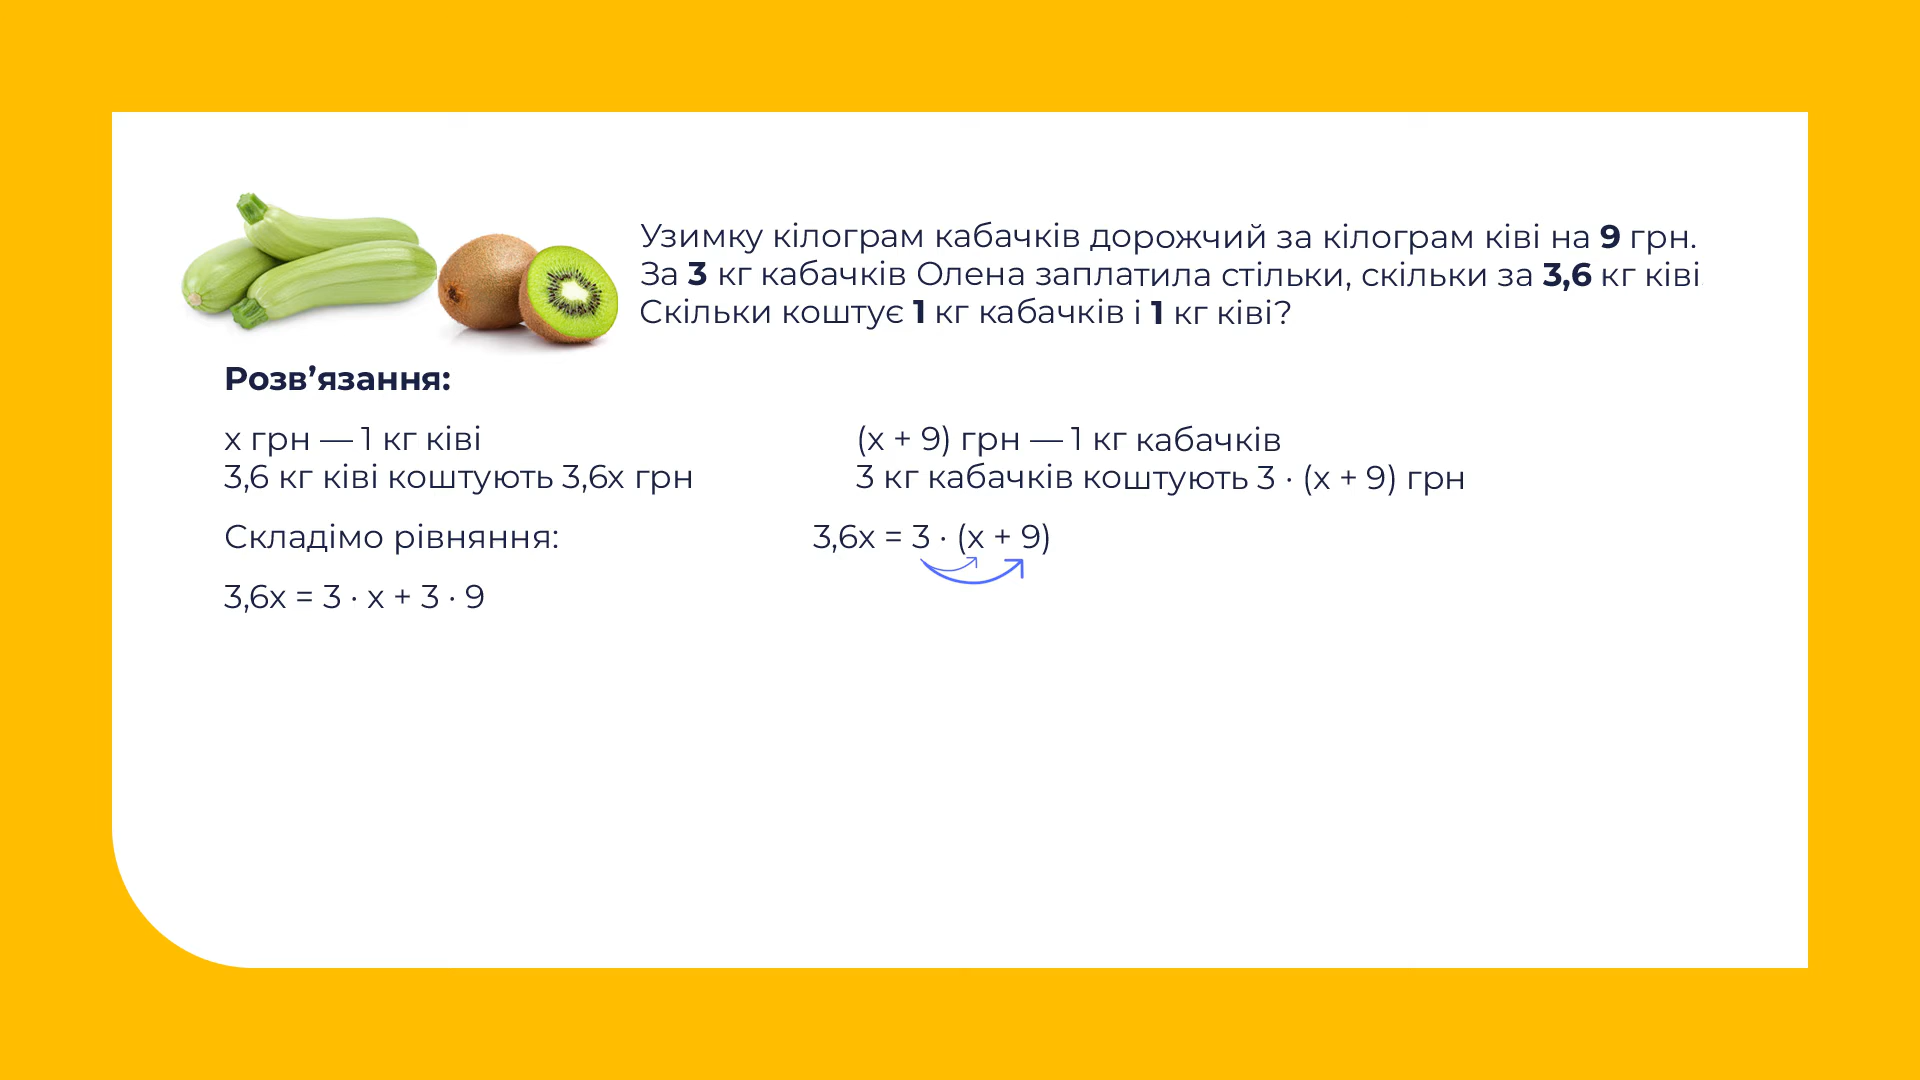 Узимку кілограм кабачків дорожчий за кілограм ківі на 9 грн.
За 3 кг кабачків Олена заплатила стільки, скільки за 3,6 кг ківі
Скільки коштує 1 кг кабачків і 1 кг ківі?
Розв’язання:
х грн — 1 кг ківі
(х + 9) грн — 1 кг кабачків
3,6 кг ківі коштують 3,6х грн
3 кг кабачків коштують 3 · (х + 9) грн
Складімо рівняння:
3,6х = 3 · (х + 9)
3,6х = 3 · х + 3 · 9